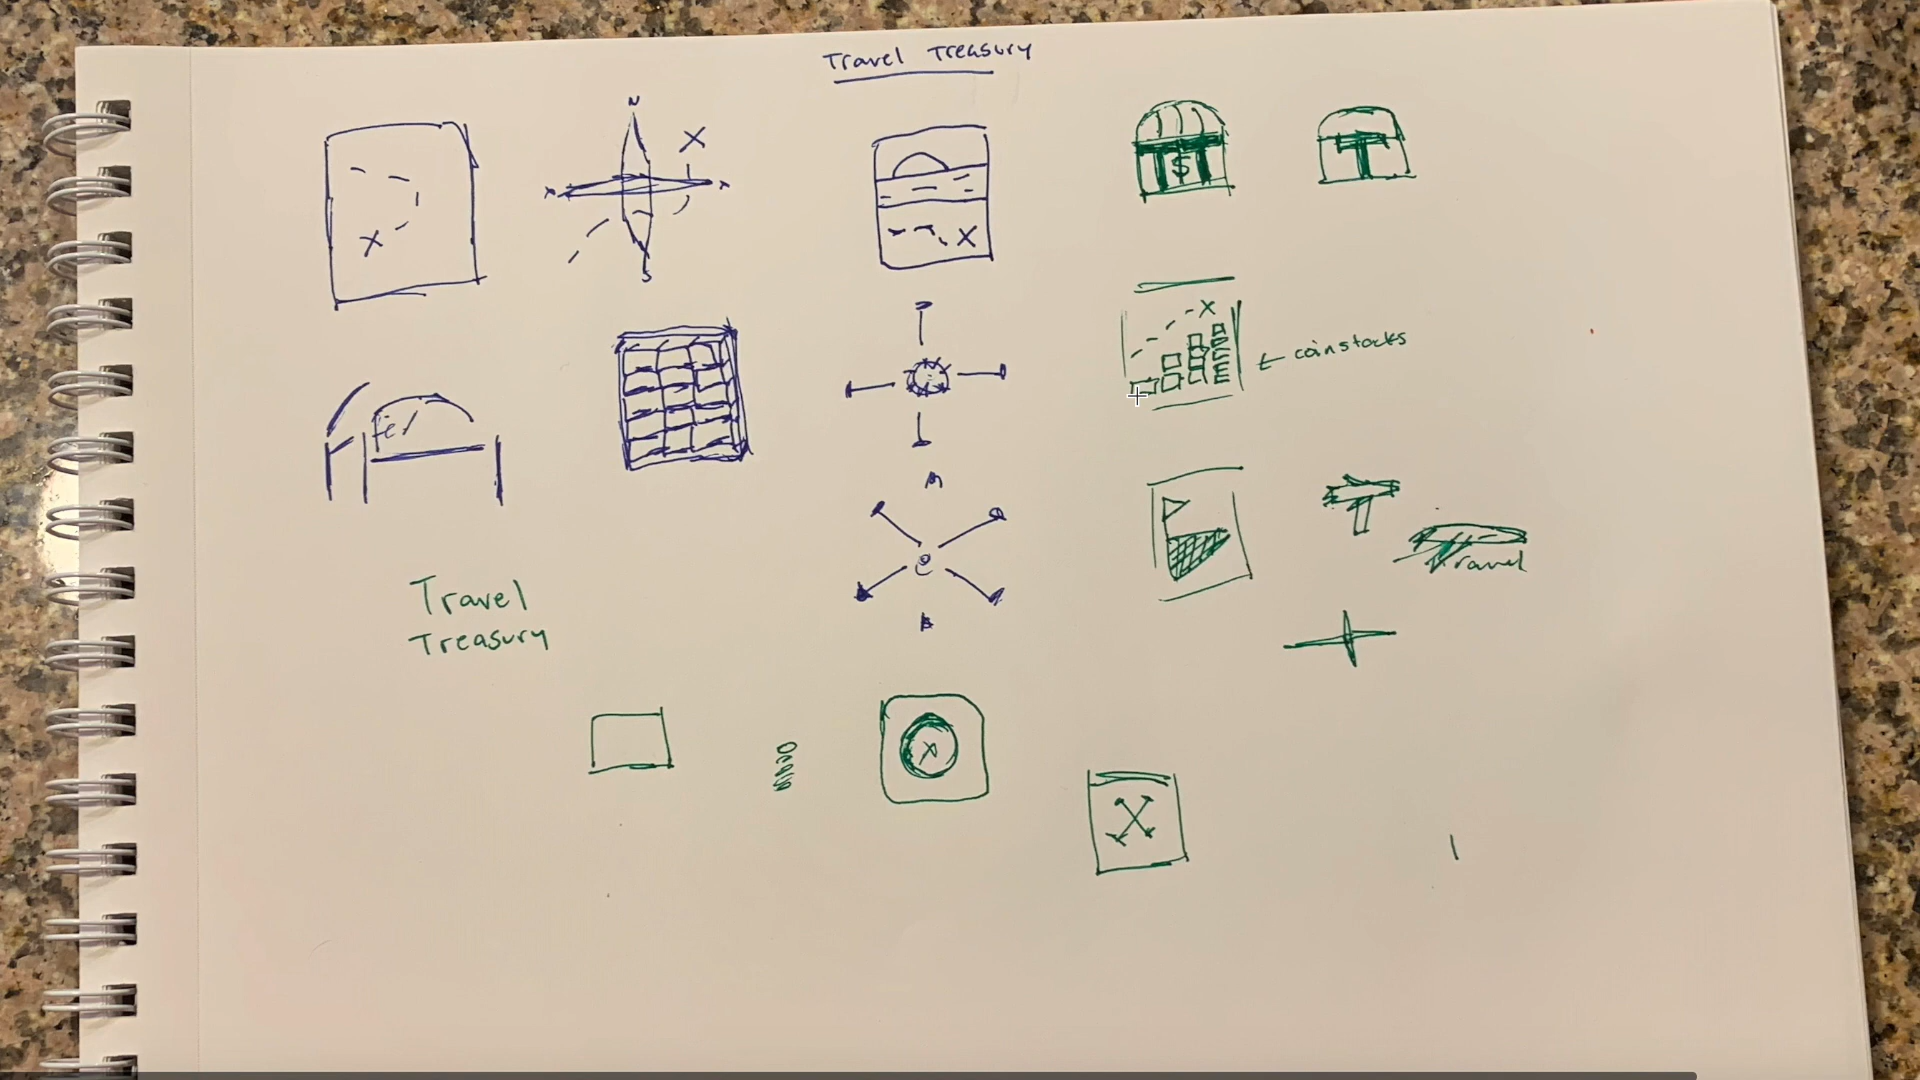 Travel Treasury
N
X
S
X
X
$
T
X
← coinstacks
Travel
Travel
Treasury
X
X